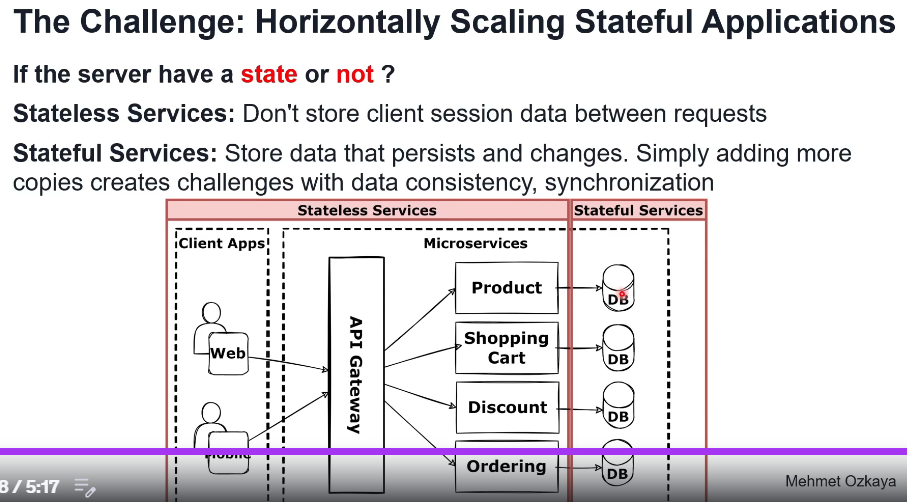 The Challenge: Horizontally Scaling Stateful Applications
If the server have a state or not ?
Stateless Services: Don't store client session data between requests
Stateful Services: Store data that persists and changes. Simply adding more
copies creates challenges with data consistency, synchronization
Stateless Services
Stateful Services
Client Apps
Microservices
Web
API Gateway
Product
DB
Shopping
Cart
DB
Discount
DB
Ordering
DB
8 / 5:17
Mehmet Ozkaya